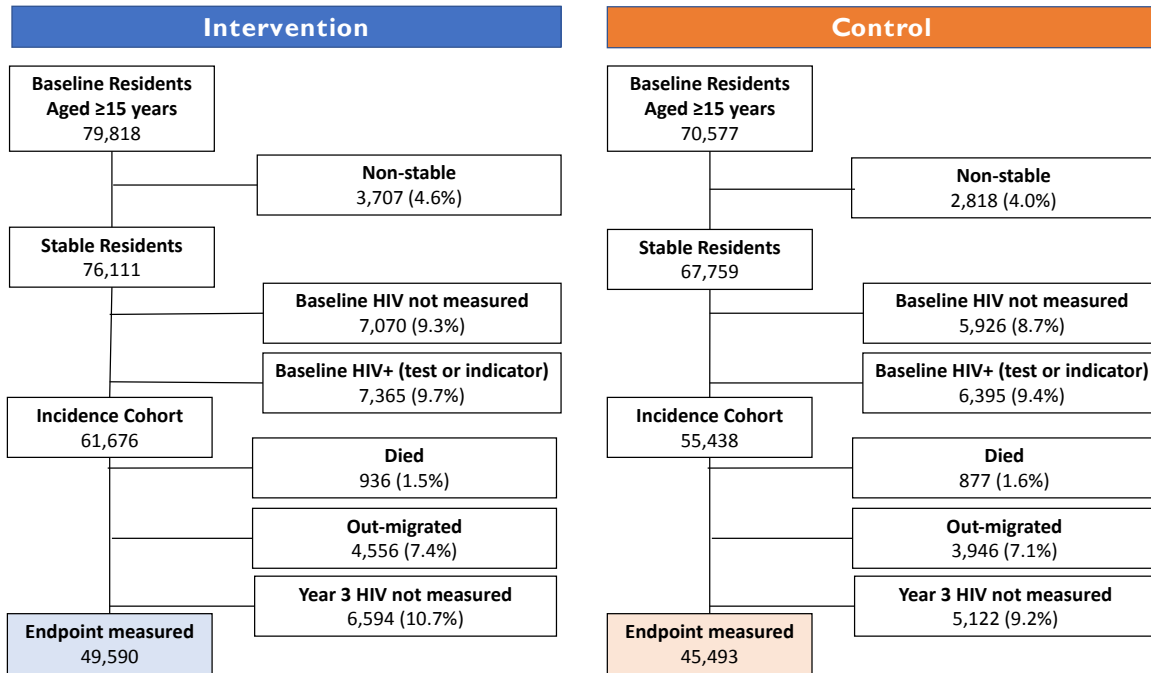 Intervention
Baseline Residents
Aged ≥15 years
79,818
Non-stable
3,707 (4.6%)
Stable Residents
76,111
Baseline HIV not measured
7,070 (9.3%)
Baseline HIV+ (test or indicator)
7,365 (9.7%)
Incidence Cohort
61,676
Died
936 (1.5%)
Out-migrated
4,556 (7.4%)
Year 3 HIV not measured
6,594 (10.7%)
Endpoint measured
49,590
Control
Baseline Residents
Aged ≥15 years
70,577
Non-stable
2,818 (4.0%)
Stable Residents
67,759
Baseline HIV not measured
5,926 (8.7%)
Baseline HIV+ (test or indicator)
6,395 (9.4%)
Incidence Cohort
55,438
Died
877 (1.6%)
Out-migrated
3,946 (7.1%)
Year 3 HIV not measured
5,122 (9.2%)
Endpoint measured
45,493